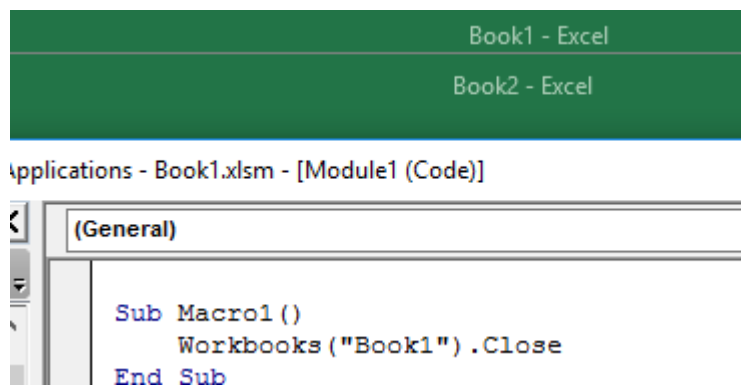 Book1 - Excel
Book2 - Excel
Applications - Book1.xlsm - [Module1 (Code)]
(General)
Sub Macro1()
Workbooks("Book1").Close
End Sub